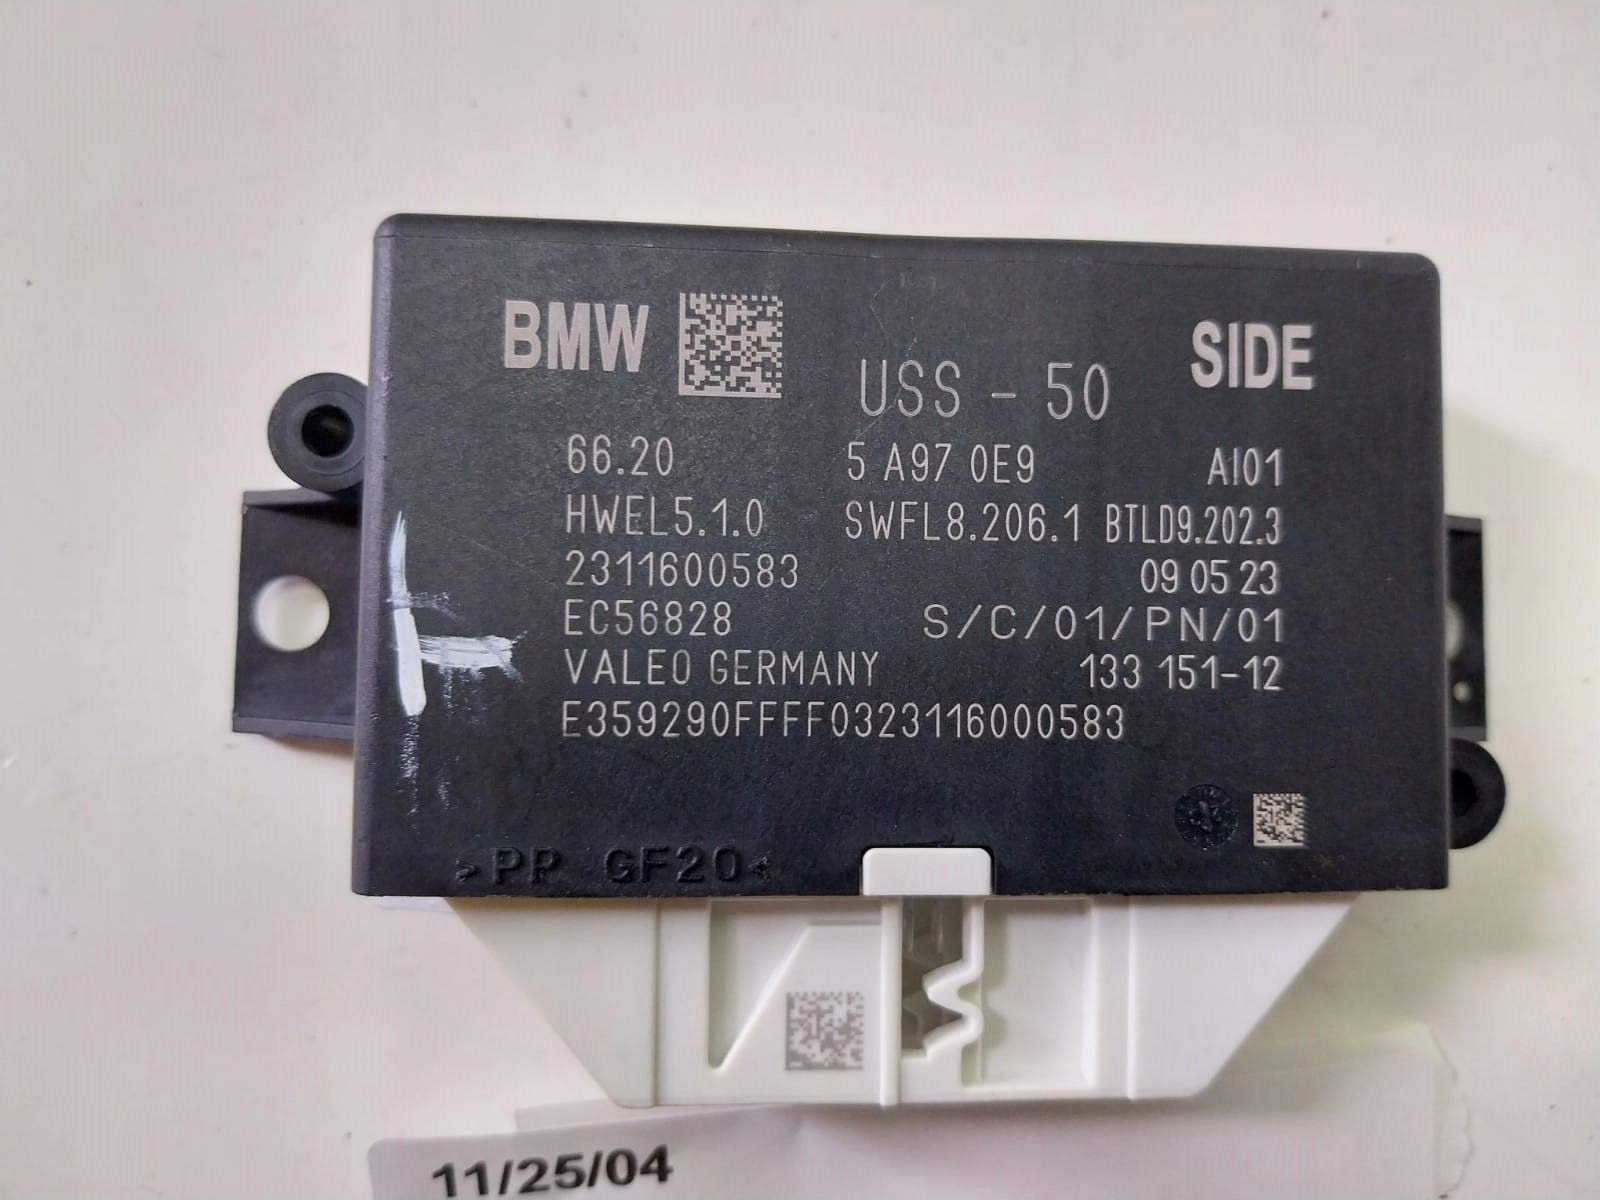 BMW USS - 50 SIDE
66.20 5 A97 0E9 AI01
HWEL5.1.0 SWFL8.206.1 BTLD9.202.3
2311600583 09 05 23
EC56828 S/C/01/PN/01
VALEO GERMANY 133 151-12
E359290FFFF0323116000583
>PP GF20<
11/25/04